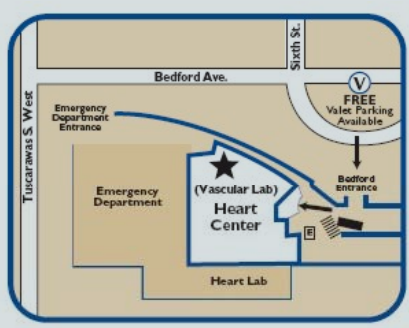 Sixth St.
Bedford Ave.
Tuscarawas S. West
V
FREE
Valet Parking
Available
Emergency
Department
Entrance
Bedford
Entrance
(Vascular Lab)
Heart
Center
Emergency
Department
E
Heart Lab